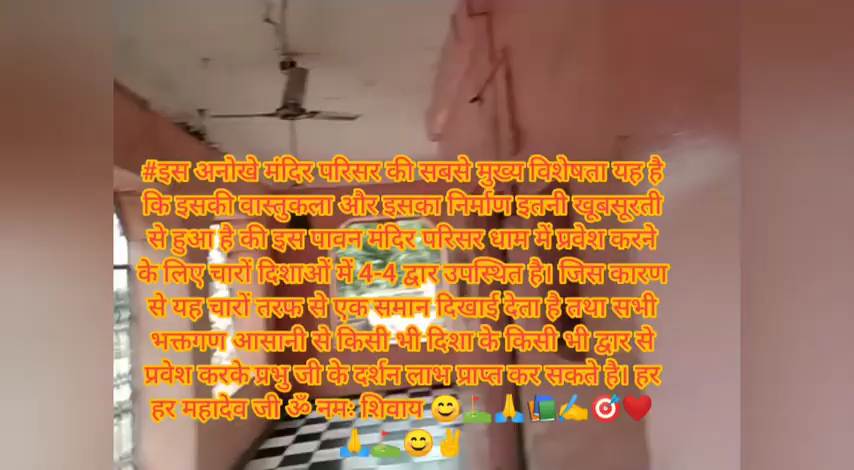 #इस अनोखे मंदिर परिसर की सबसे मुख्य विशेषता यह है
कि इसकी वास्तुकला और इसका निर्माण इतनी खूबसूरती
से हुआ है की इस पावन मंदिर परिसर धाम में प्रवेश करने
के लिए चारों दिशाओं में 4-4 द्वार उपस्थित है। जिस कारण
से यह चारों तरफ से एक समान दिखाई देता है तथा सभी
भक्तगण आसानी से किसी भी दिशा के किसी भी द्वार से
प्रवेश करके प्रभु जी के दर्शन लाभ प्राप्त कर सकते है। हर
हर महादेव जी ॐ नमः शिवाय 😊⛳🙏📚✍️🎯❤️
🙏⛳😊✌️